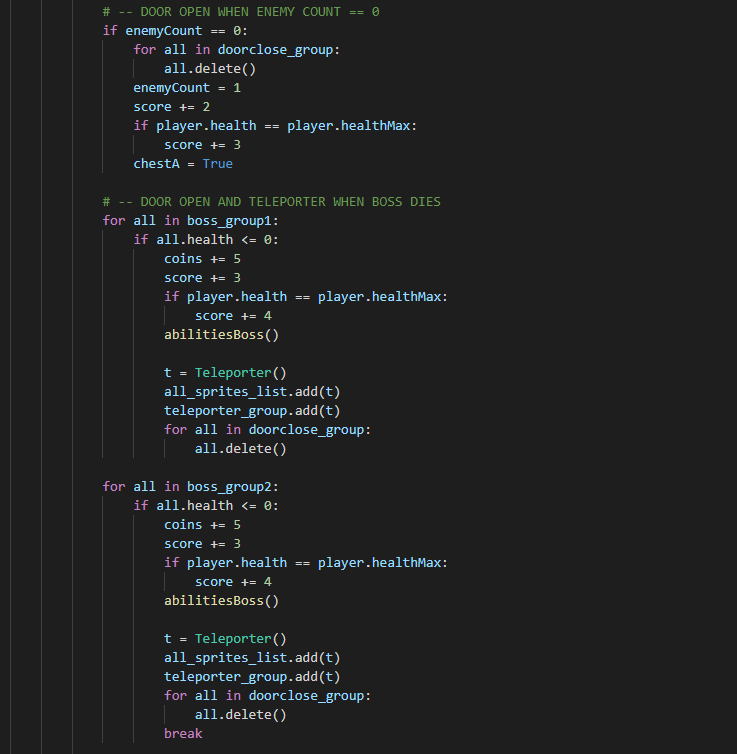 # -- DOOR OPEN WHEN ENEMY COUNT == 0
if enemyCount == 0:
    for all in doorclose_group:
        all.delete()
    enemyCount = 1
    score += 2
    if player.health == player.healthMax:
        score += 3
    chestA = True

# -- DOOR OPEN AND TELEPORTER WHEN BOSS DIES
for all in boss_group1:
    if all.health <= 0:
        coins += 5
        score += 3
        if player.health == player.healthMax:
            score += 4
        abilitiesBoss()

        t = Teleporter()
        all_sprites_list.add(t)
        teleporter_group.add(t)
        for all in doorclose_group:
            all.delete()

for all in boss_group2:
    if all.health <= 0:
        coins += 5
        score += 3
        if player.health == player.healthMax:
            score += 4
        abilitiesBoss()

        t = Teleporter()
        all_sprites_list.add(t)
        teleporter_group.add(t)
        for all in doorclose_group:
            all.delete()
        break